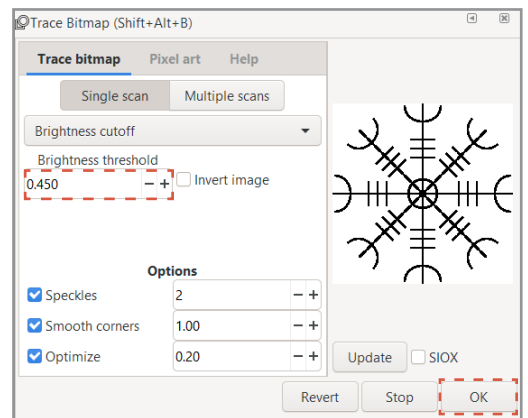 Trace Bitmap (Shift+Alt+B)
Trace bitmap Pixel art Help
Single scan Multiple scans
Brightness cutoff
Brightness threshold
0.450 − + Invert image
Options
Speckles 2 − +
Smooth corners 1.00 − +
Optimize 0.20 − +
Update SIOX
Revert Stop OK